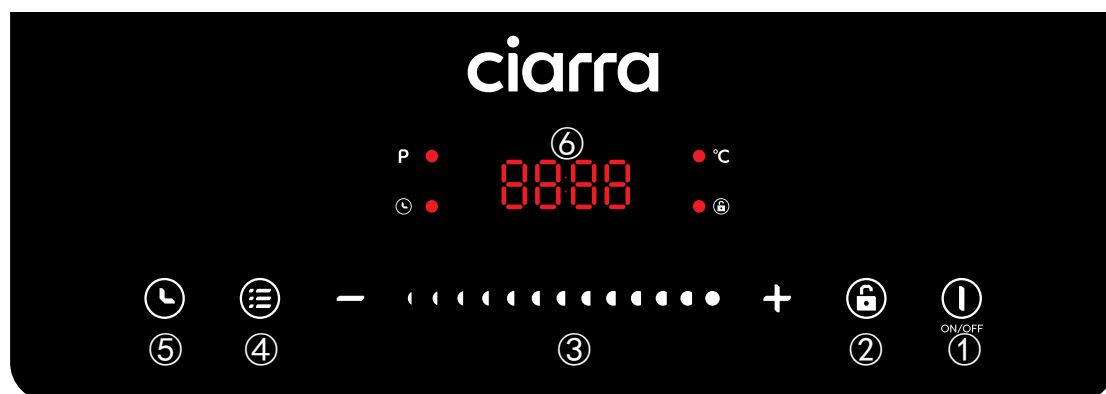 ciarra
⑥
P ℃
8888
ON/OFF
⑤ ④ ③ ② ①